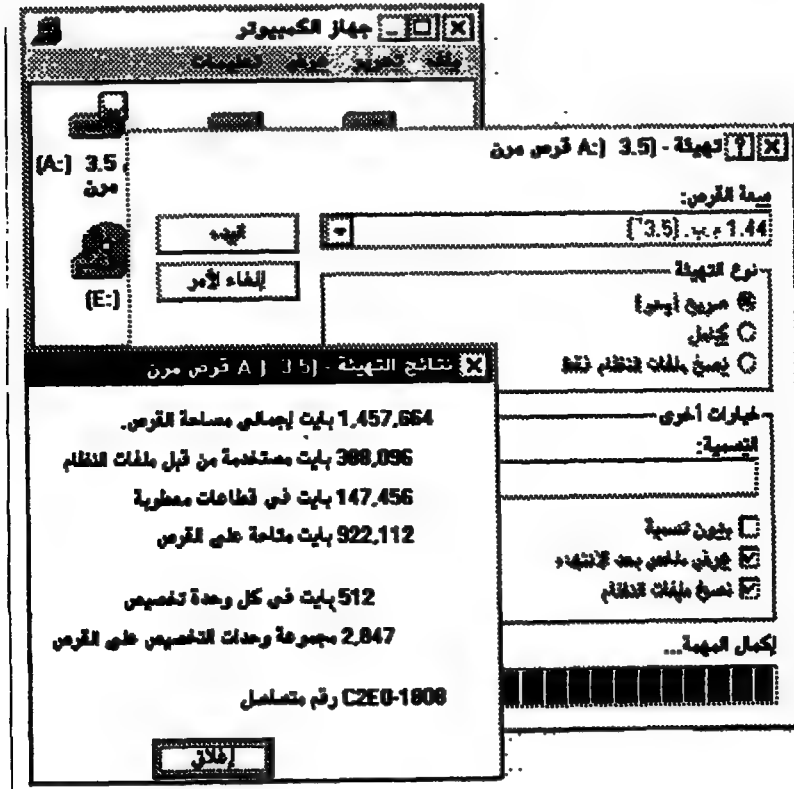 جهاز الكمبيوتر
ملف تحرير عرض تعليمات
3.5 (A:)
مرن
(E:)
تهيئة - (3.5 A:) قرص مرن
سعة القرص:
1.44 م.ب. (3.5")
نوع التهيئة
سريع (يمحو)
كامل
نسخ ملفات النظام فقط
البدء
إلغاء الأمر
خيارات أخرى
التسمية:
بدون تسمية
عرض ملخص بعد الانتهاء
نسخ ملفات النظام
إكمال المهمة...
نتائج التهيئة - (3.5 A) قرص مرن
1,457,664 بايت إجمالي مساحة القرص.
388,096 بايت مستخدمة من قبل ملفات النظام
147,456 بايت في قطاعات معطوبة
922,112 بايت متاحة على القرص
512 بايت في كل وحدة تخصيص
2,847 مجموعة وحدات التخصيص على القرص
C2E0-1808 رقم متسلسل
إغلاق